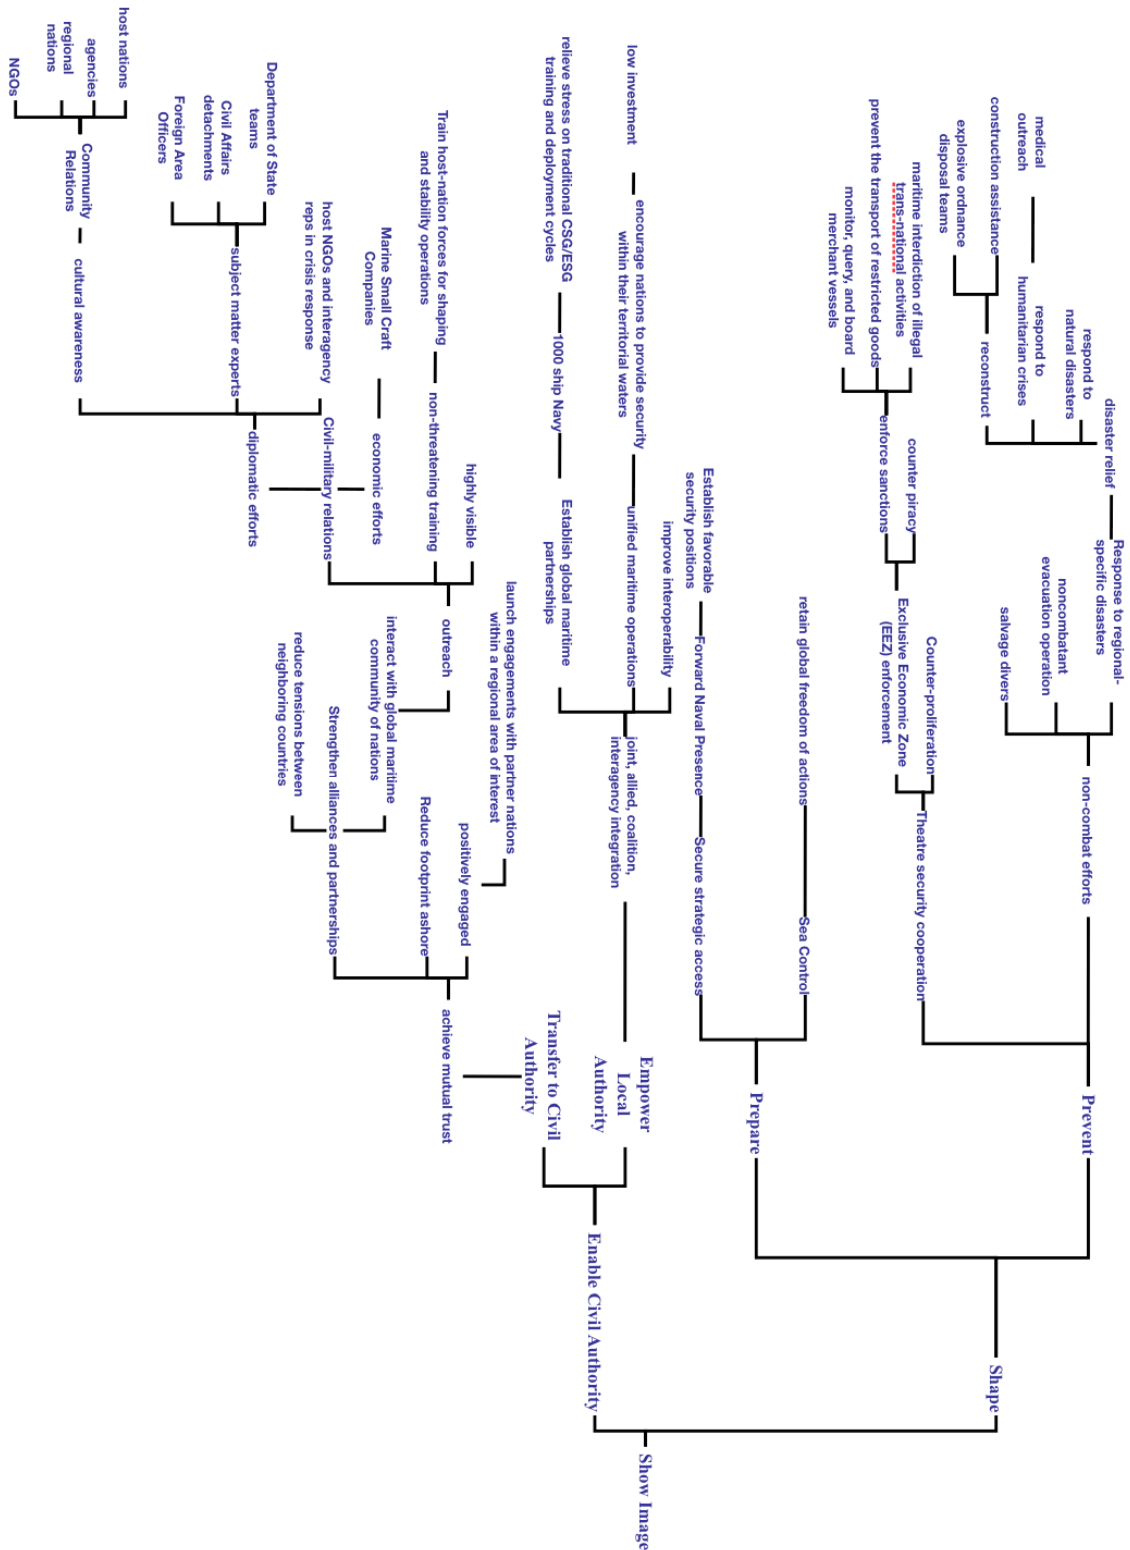 disaster relief
Response to regional-
specific disasters
respond to
natural disasters
respond to
humanitarian crises
medical
outreach
construction assistance
explosive ordnance
disposal teams
reconstruct
noncombatant
evacuation operation
salvage divers
non-combat efforts
maritime interdiction of illegal
trans-national activities
prevent the transport of restricted goods
monitor, query, and board
merchant vessels
counter piracy
enforce sanctions
Counter-proliferation
Exclusive Economic Zone
(EEZ) enforcement
Theatre security cooperation
Prevent
retain global freedom of actions
Sea Control
Establish favorable
security positions
Forward Naval Presence
Secure strategic access
Prepare
Shape
improve interoperability
low investment
encourage nations to provide security
within their territorial waters
unified maritime operations
relieve stress on traditional CSG/ESG
training and deployment cycles
1000 ship Navy
Establish global maritime
partnerships
joint, allied, coalition,
interagency integration
Empower
Local
Authority
launch engagements with partner nations
within a regional area of interest
positively engaged
highly visible
Train host-nation forces for shaping
and stability operations
non-threatening training
Marine Small Craft
Companies
economic efforts
Civil-military relations
host NGOs and interagency
reps in crisis response
Department of State
teams
Civil Affairs
detachments
Foreign Area
Officers
subject matter experts
host nations
agencies
regional
nations
NGOs
Community
Relations
cultural awareness
diplomatic efforts
outreach
interact with global maritime
community of nations
reduce tensions between
neighboring countries
Strengthen alliances and partnerships
Reduce footprint ashore
achieve mutual trust
Transfer to Civil
Authority
Enable Civil Authority
Show Image